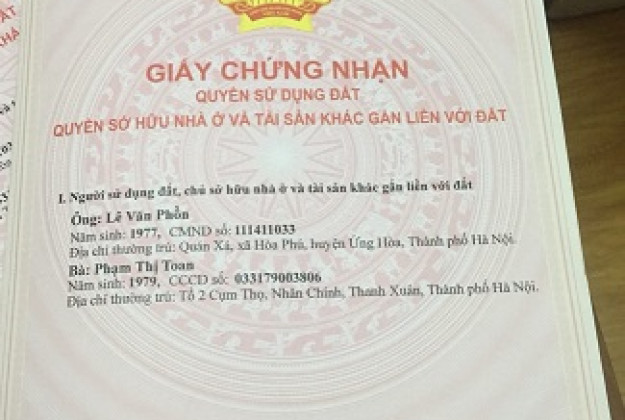 GIẤY CHỨNG NHẬN
QUYỀN SỬ DỤNG ĐẤT
QUYỀN SỞ HỮU NHÀ Ở VÀ TÀI SẢN KHÁC GẮN LIỀN VỚI ĐẤT
I. Người sử dụng đất, chủ sở hữu nhà ở và tài sản khác gắn liền với đất
Ông: Lê Văn Phồn
Năm sinh: 1977, CMND số: 111411033
Địa chỉ thường trú: Quán Xá, xã Hòa Phú, huyện Ứng Hòa, Thành phố Hà Nội.
Bà: Phạm Thị Toan
Năm sinh: 1979, CCCD số: 033179003806
Địa chỉ thường trú: Tổ 2 Cụm Thọ, Nhân Chính, Thanh Xuân, Thành phố Hà Nội.